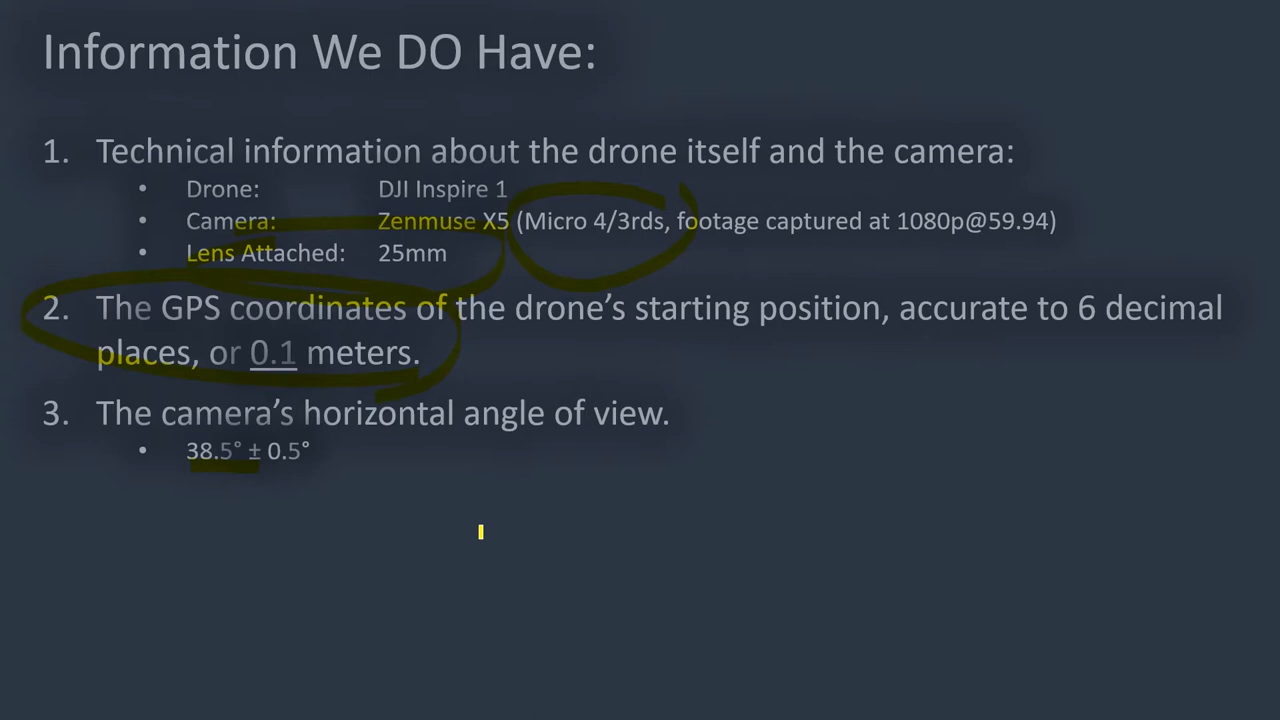 Information We DO Have:
1. Technical information about the drone itself and the camera:
• Drone: DJI Inspire 1
• Camera: Zenmuse X5 (Micro 4/3rds, footage captured at 1080p@59.94)
• Lens Attached: 25mm
2. The GPS coordinates of the drone’s starting position, accurate to 6 decimal
places, or 0.1 meters.
3. The camera’s horizontal angle of view.
• 38.5° ± 0.5°